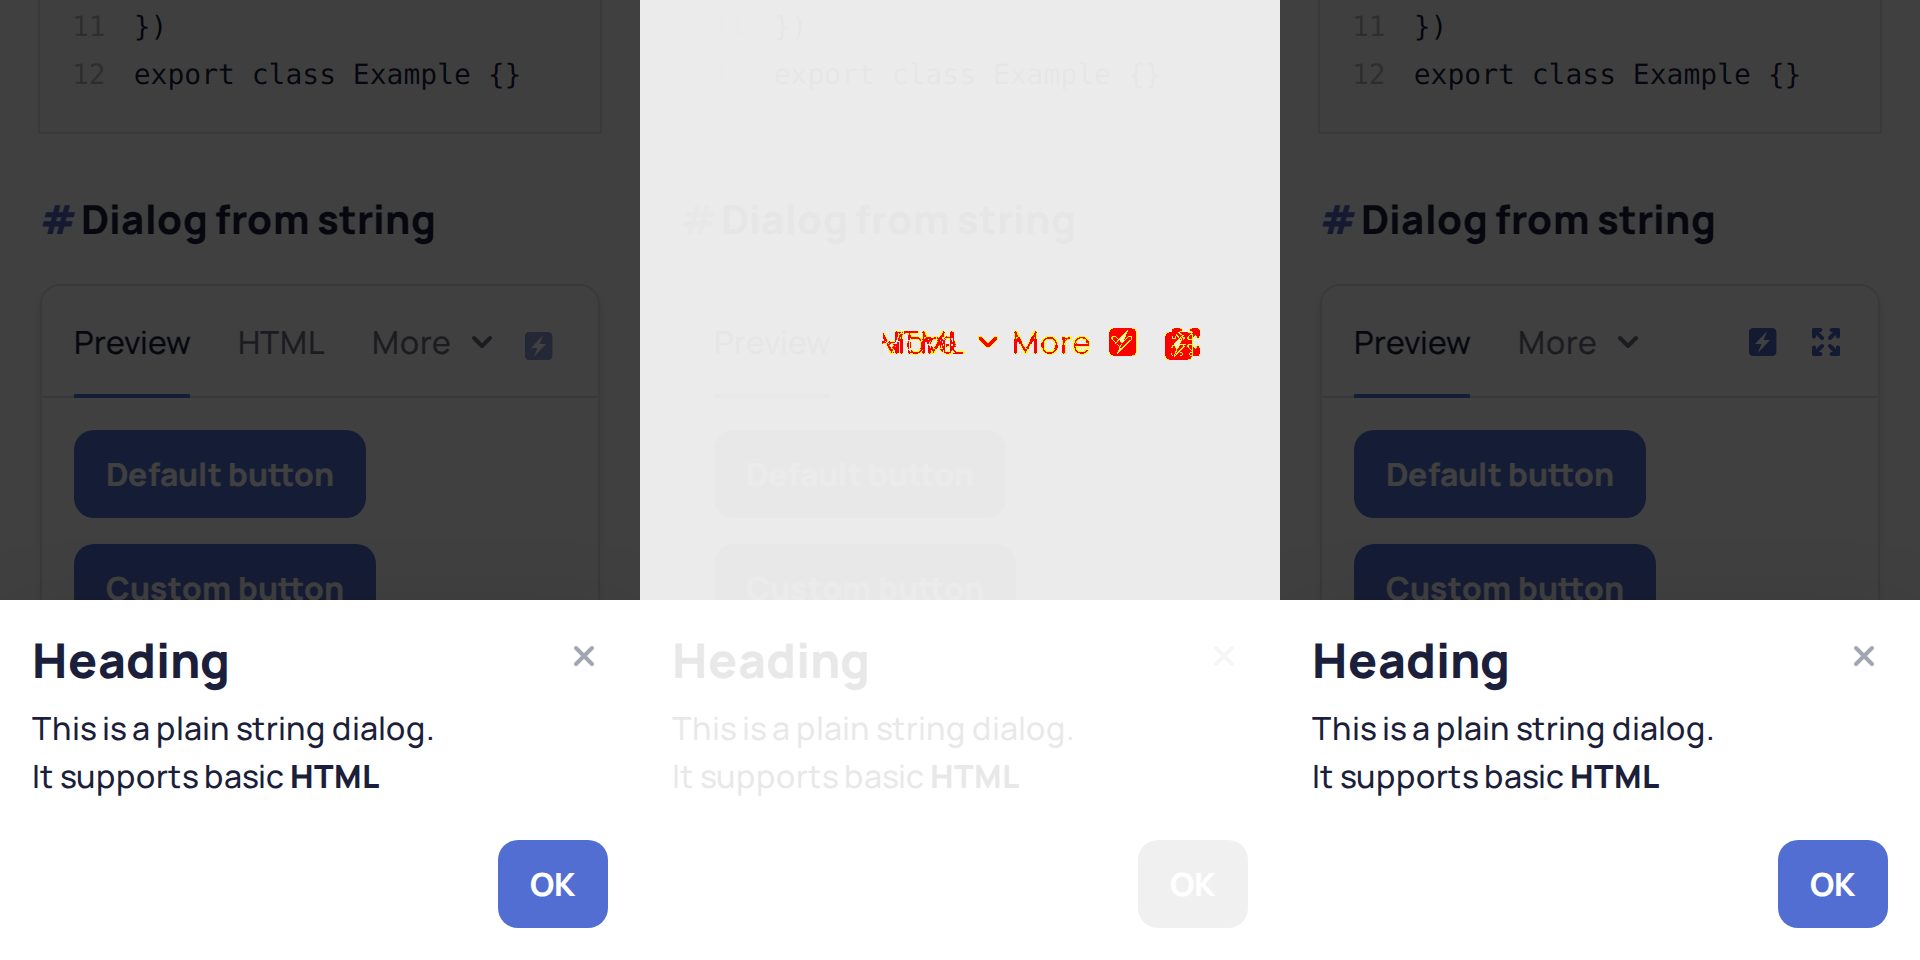 11 })
12 export class Example {}
# Dialog from string
Preview HTML More
Default button
Custom button
Heading
This is a plain string dialog.
It supports basic HTML
OK
})
export class Example {}
# Dialog from string
Preview More
Default button
Custom button
Heading
This is a plain string dialog.
It supports basic HTML
OK
11 })
12 export class Example {}
# Dialog from string
Preview More
Default button
Custom button
Heading
This is a plain string dialog.
It supports basic HTML
OK